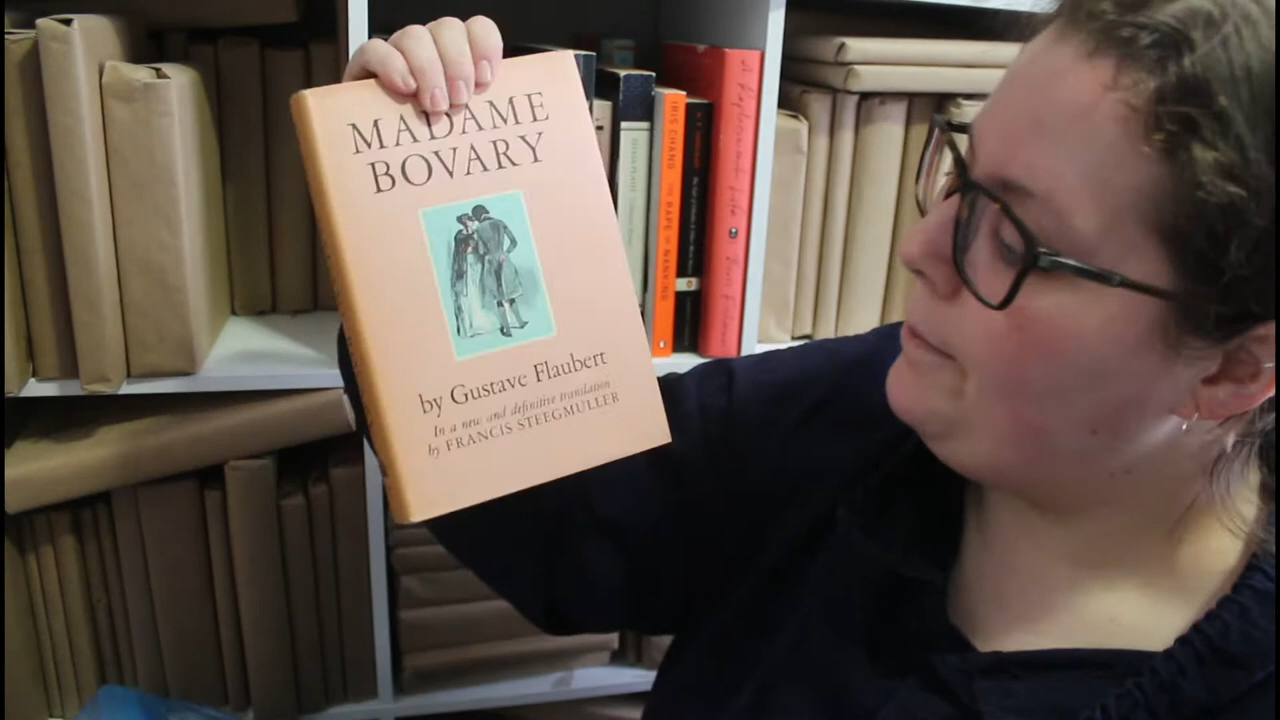 MADAME
BOVARY
by Gustave Flaubert
In a new and definitive translation
by FRANCIS STEEGMULLER
IRIS CHANG THE RAPE OF NANKING